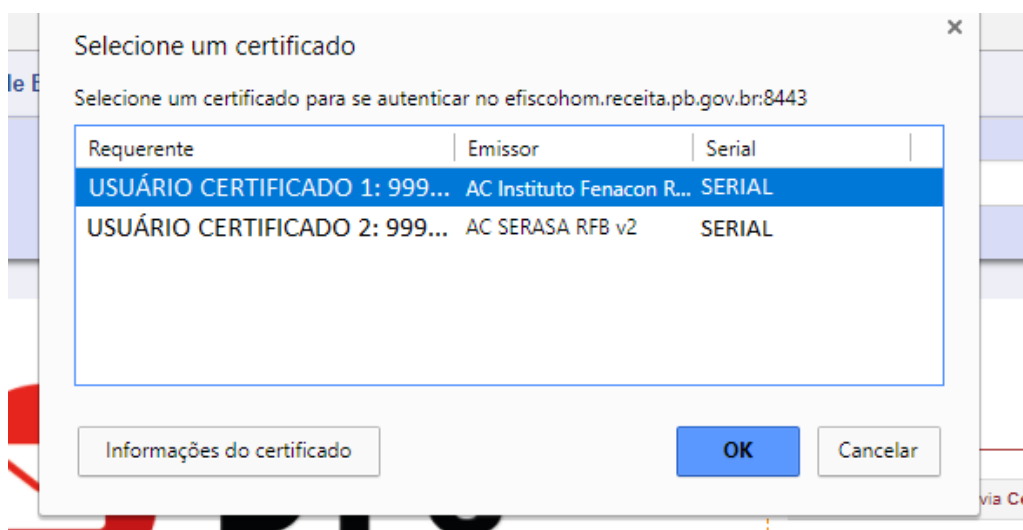 Selecione um certificado
×
Selecione um certificado para se autenticar no efiscohom.receita.pb.gov.br:8443
Requerente Emissor Serial
USUÁRIO CERTIFICADO 1: 999... AC Instituto Fenacon R... SERIAL
USUÁRIO CERTIFICADO 2: 999... AC SERASA RFB v2 SERIAL
Informações do certificado OK Cancelar
via